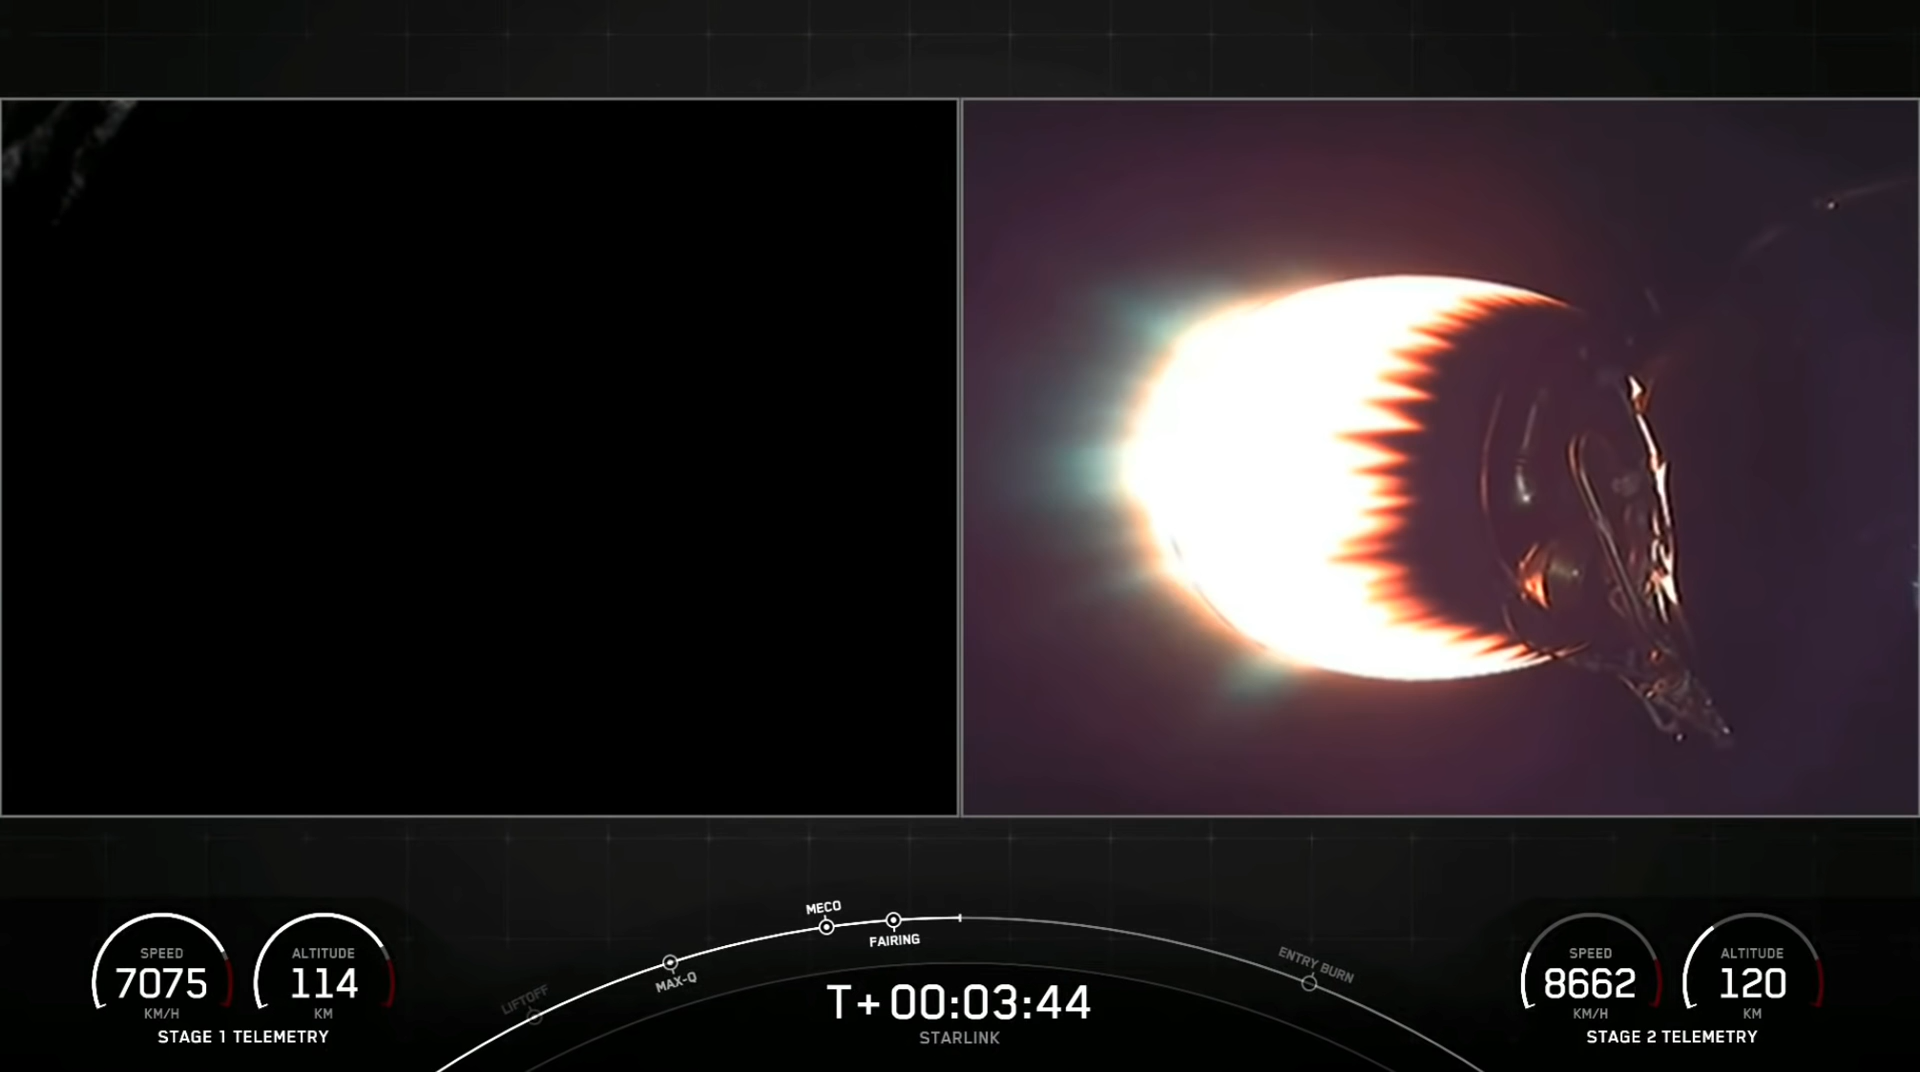 MECO
FAIRING
MAX-Q
LIFTOFF
ENTRY BURN
SPEED
7075
KM/H
ALTITUDE
114
KM
STAGE 1 TELEMETRY
T+00:03:44
STARLINK
SPEED
8662
KM/H
ALTITUDE
120
KM
STAGE 2 TELEMETRY